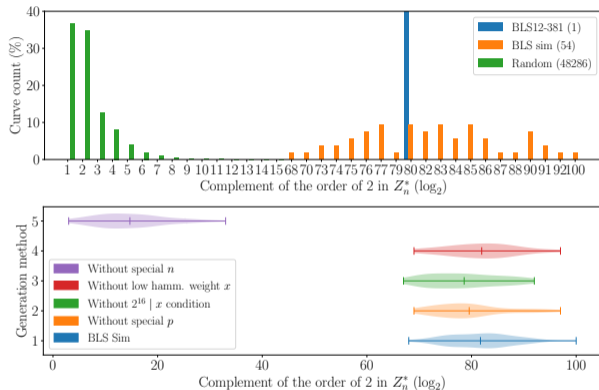 40
30
20
10
0
Curve count (%)
BLS12-381 (1)
BLS sim (54)
Random (48286)
1 2 3 4 5 6 7 8 9 10 11 12 13 14 15 68 70 73 74 75 76 77 79 80 82 83 84 85 86 87 88 90 91 92 100
Complement of the order of 2 in Z*ₙ (log₂)
5
4
3
2
1
Generation method
Without special n
Without low hamm. weight x
Without 2¹⁶ | x condition
Without special p
BLS Sim
0 20 40 60 80 100
Complement of the order of 2 in Z*ₙ (log₂)